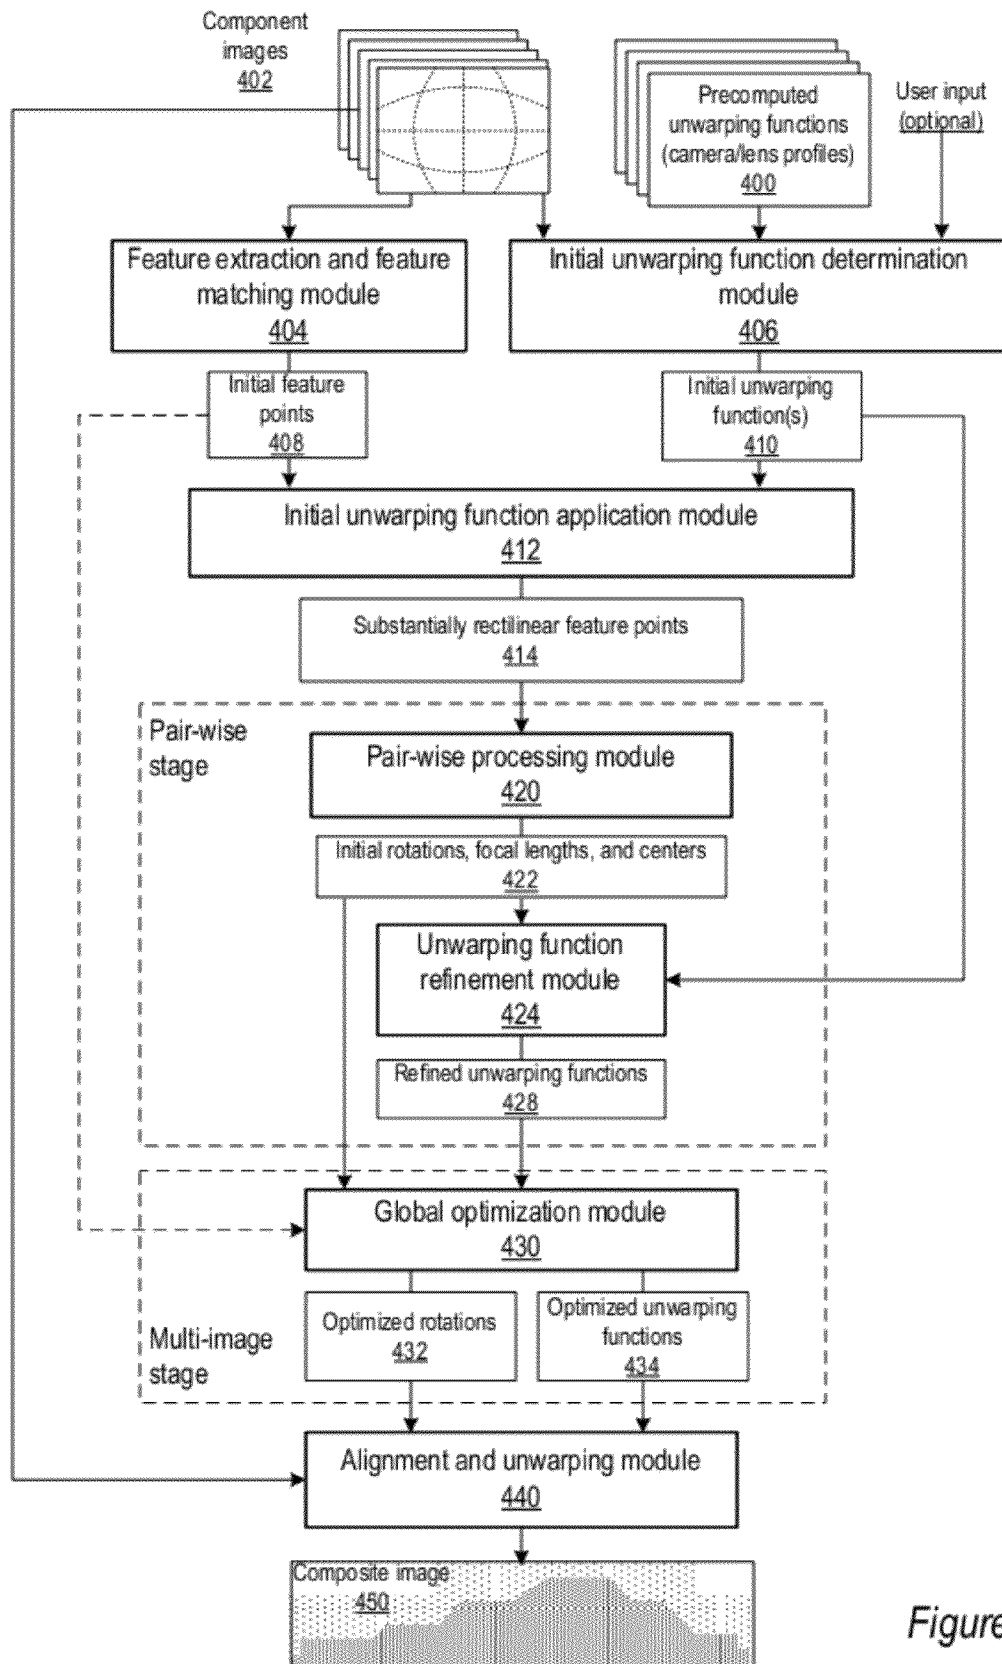 Component
images
402
Precomputed
unwarping functions
(camera/lens profiles)
400
User input
(optional)
Feature extraction and feature
matching module
404
Initial unwarping function determination
module
406
Initial feature
points
408
Initial unwarping
function(s)
410
Initial unwarping function application module
412
Substantially rectilinear feature points
414
Pair-wise
stage
Pair-wise processing module
420
Initial rotations, focal lengths, and centers
422
Unwarping function
refinement module
424
Refined unwarping functions
428
Global optimization module
430
Optimized rotations
432
Optimized unwarping
functions
434
Multi-image
stage
Alignment and unwarping module
440
Composite image
450
Figure